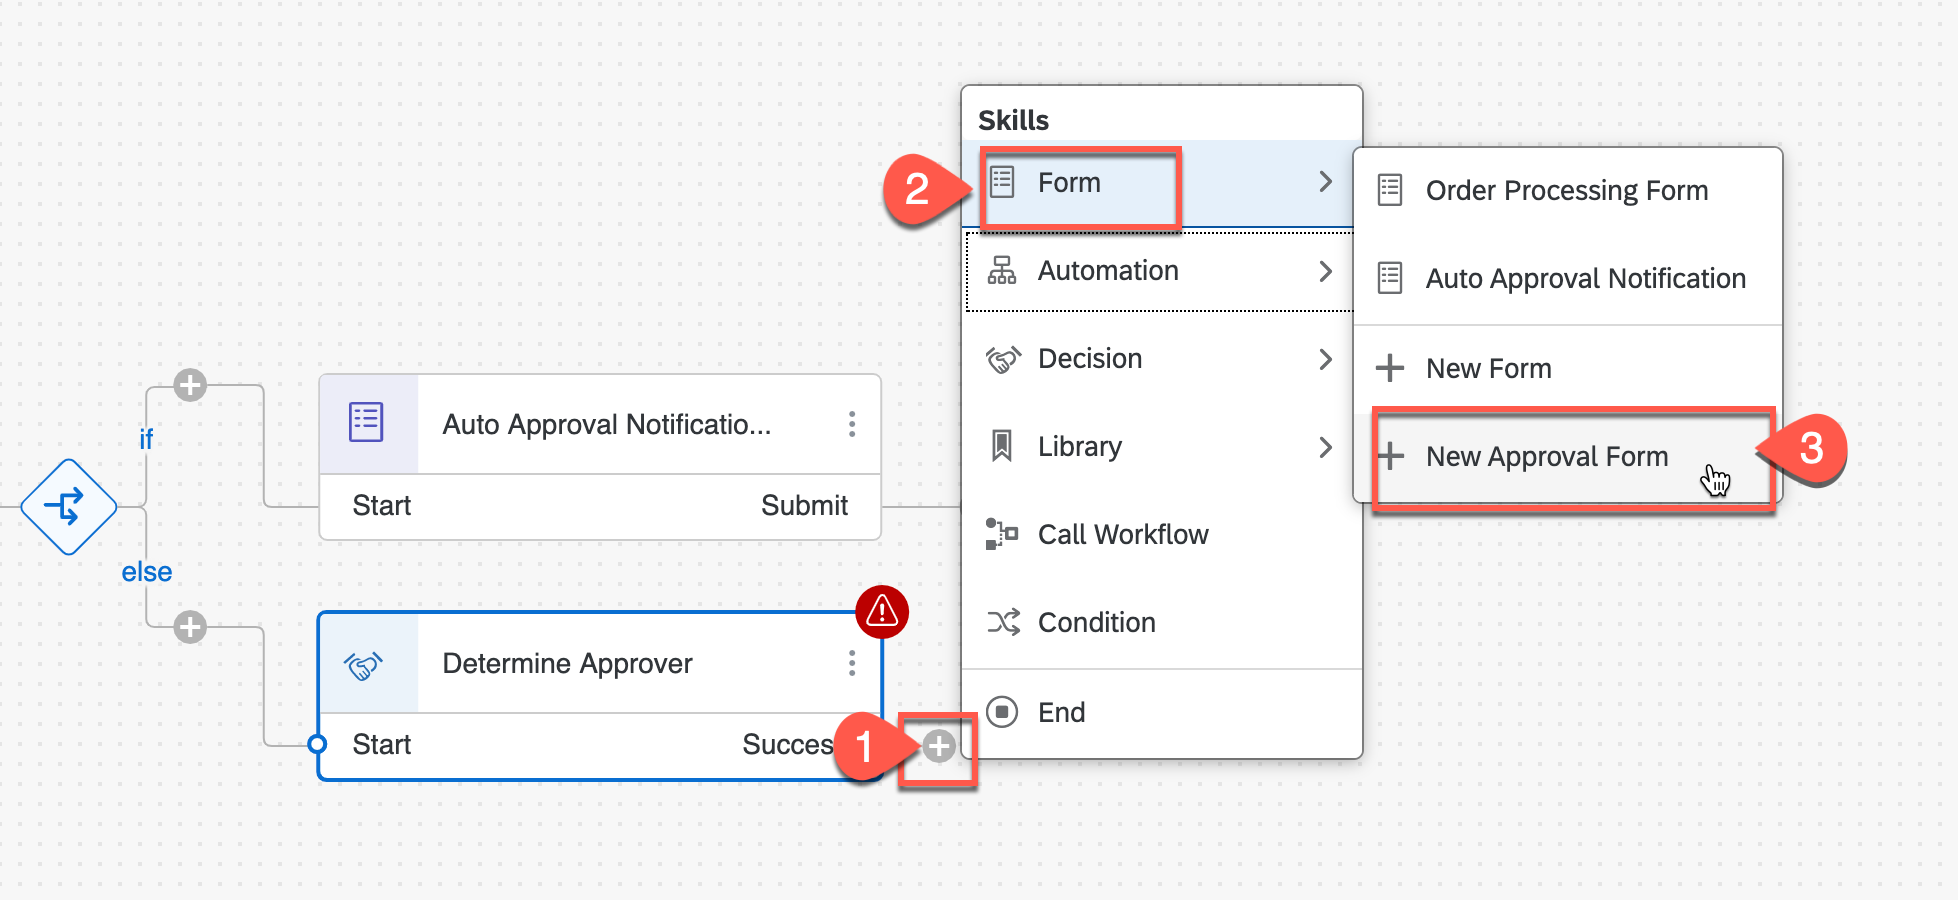 Skills
2
Form
Automation
Decision
Library
Call Workflow
Condition
End
Order Processing Form
Auto Approval Notification
New Form
New Approval Form
3
if
else
Auto Approval Notificatio...
Start Submit
Determine Approver
Start Succes
1